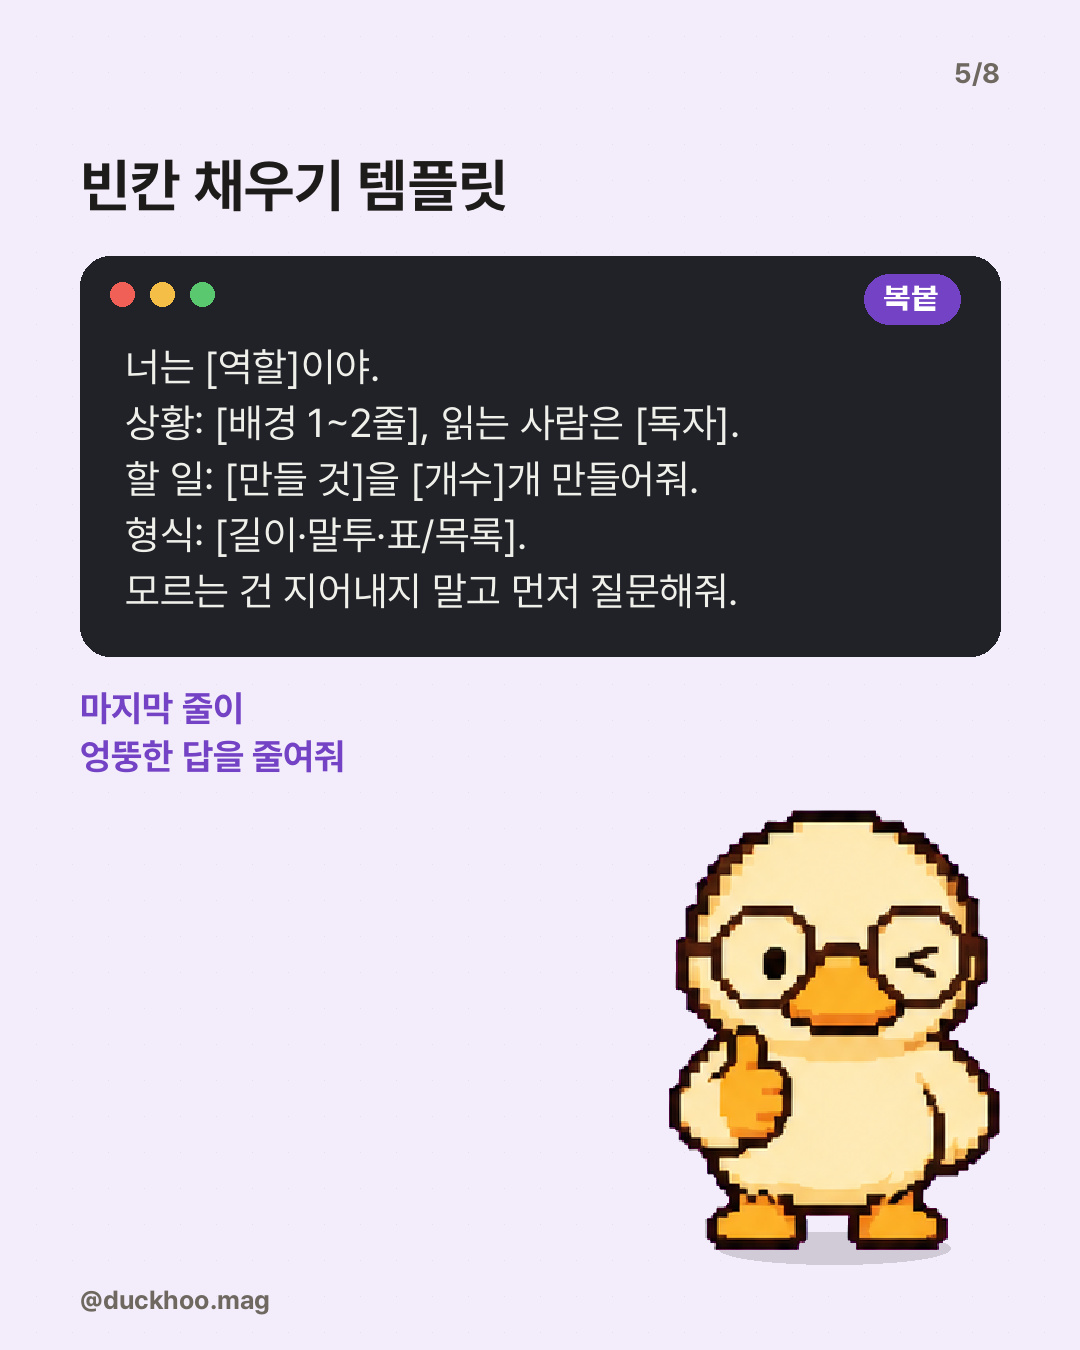 5/8
빈칸 채우기 템플릿
복붙
너는 [역할]이야.
상황: [배경 1~2줄], 읽는 사람은 [독자].
할 일: [만들 것]을 [개수]개 만들어줘.
형식: [길이·말투·표/목록].
모르는 건 지어내지 말고 먼저 질문해줘.
마지막 줄이
엉뚱한 답을 줄여줘
@duckhoo.mag